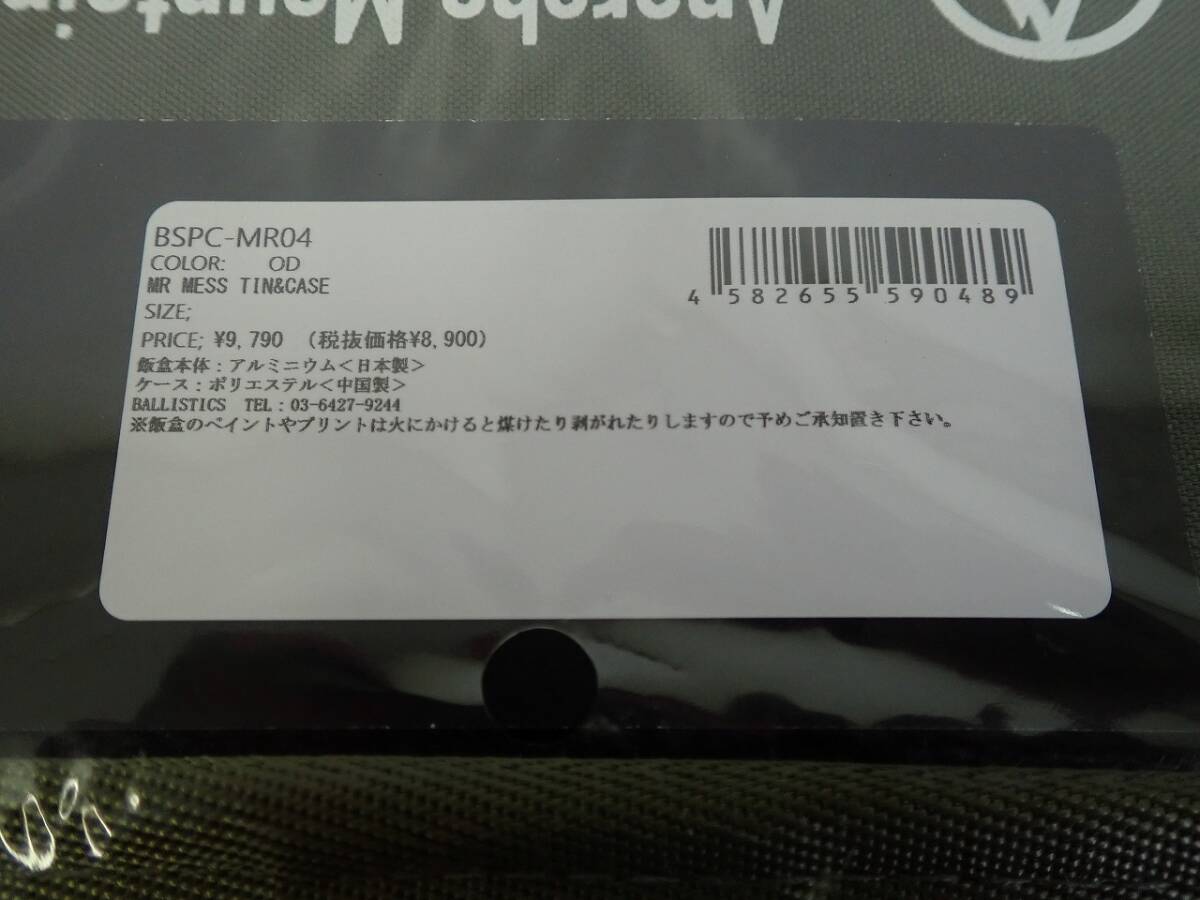 Mountain
BSPC-MR04
COLOR: OD
MR MESS TIN&CASE
SIZE;
PRICE; ¥9,790 (税抜価格¥8,900)
飯盒本体：アルミニウム＜日本製＞
ケース：ポリエステル＜中国製＞
BALLISTICS TEL：03-6427-9244
※飯盒のペイントやプリントは火にかけると煤けたり剥がれたりしますので予めご承知置き下さい。
4 582655 590489